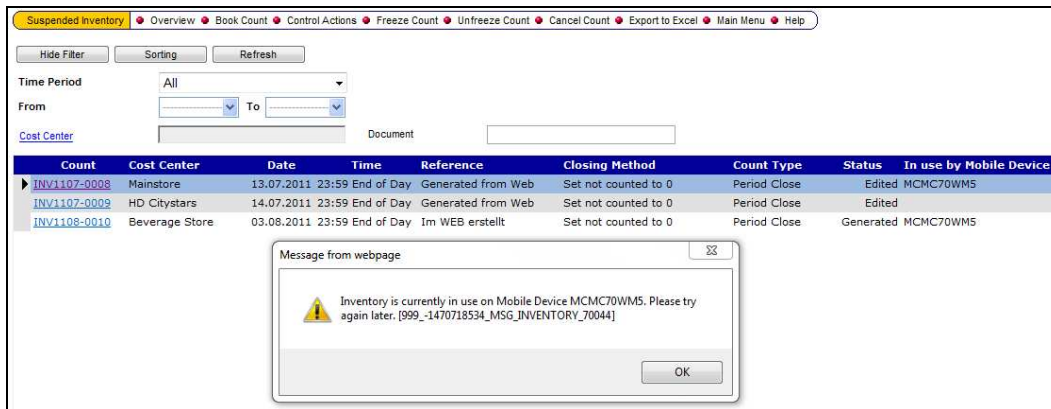 Suspended Inventory Overview Book Count Control Actions Freeze Count Unfreeze Count Cancel Count Export to Excel Main Menu Help
Hide Filter Sorting Refresh
Time Period All
From To
Cost Center Document
Count Cost Center Date Time Reference Closing Method Count Type Status In use by Mobile Device
INV1107-0008 Mainstore 13.07.2011 23:59 End of Day Generated from Web Set not counted to 0 Period Close Edited MCMC70WM5
INV1107-0009 HD Citystars 14.07.2011 23:59 End of Day Generated from Web Set not counted to 0 Period Close Edited
INV1108-0010 Beverage Store 03.08.2011 23:59 End of Day Im WEB erstellt Set not counted to 0 Period Close Generated MCMC70WM5
Message from webpage
Inventory is currently in use on Mobile Device MCMC70WM5. Please try
again later. [999_-1470718534_MSG_INVENTORY_70044]
OK